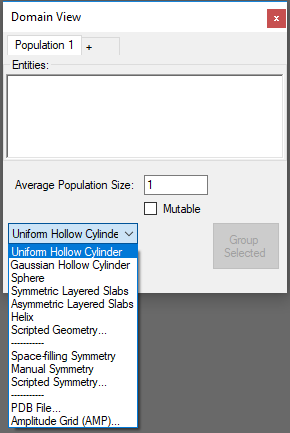 Domain View
x
Population 1
+
Entities:
Average Population Size: 1
Mutable
Uniform Hollow Cylinde
Group
Selected
Uniform Hollow Cylinder
Gaussian Hollow Cylinder
Sphere
Symmetric Layered Slabs
Asymmetric Layered Slabs
Helix
Scripted Geometry...
-----------
Space-filling Symmetry
Manual Symmetry
Scripted Symmetry...
-----------
PDB File...
Amplitude Grid (AMP)...